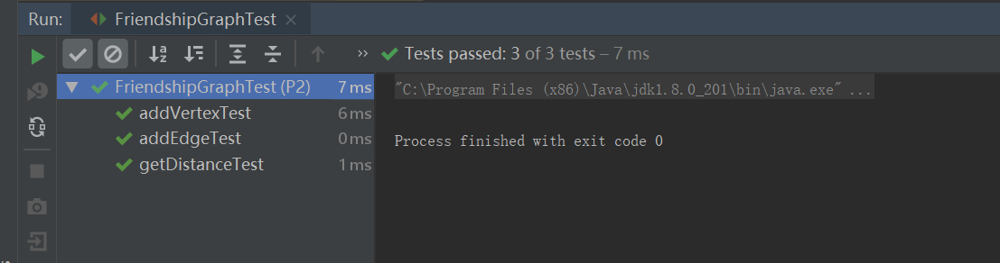 Run: FriendshipGraphTest ×
» Tests passed: 3 of 3 tests – 7 ms
FriendshipGraphTest (P2) 7 ms
"C:\Program Files (x86)\Java\jdk1.8.0_201\bin\java.exe" ...
addVertexTest 6 ms
addEdgeTest 0 ms
Process finished with exit code 0
getDistanceTest 1 ms